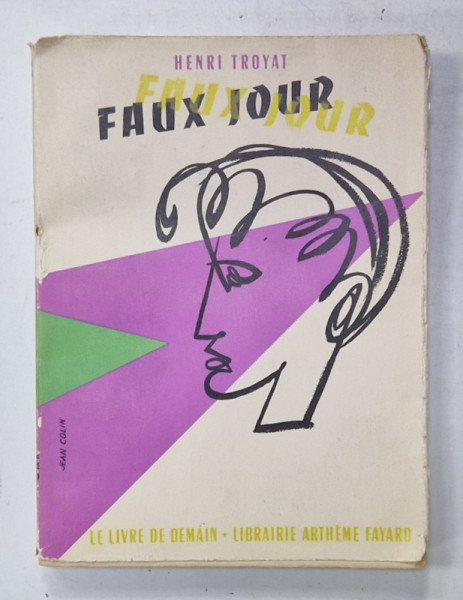 HENRI TROYAT
FAUX JOUR
FAUX JOUR
JEAN COLIN
LE LIVRE DE DEMAIN • LIBRAIRIE ARTHÈME FAYARD